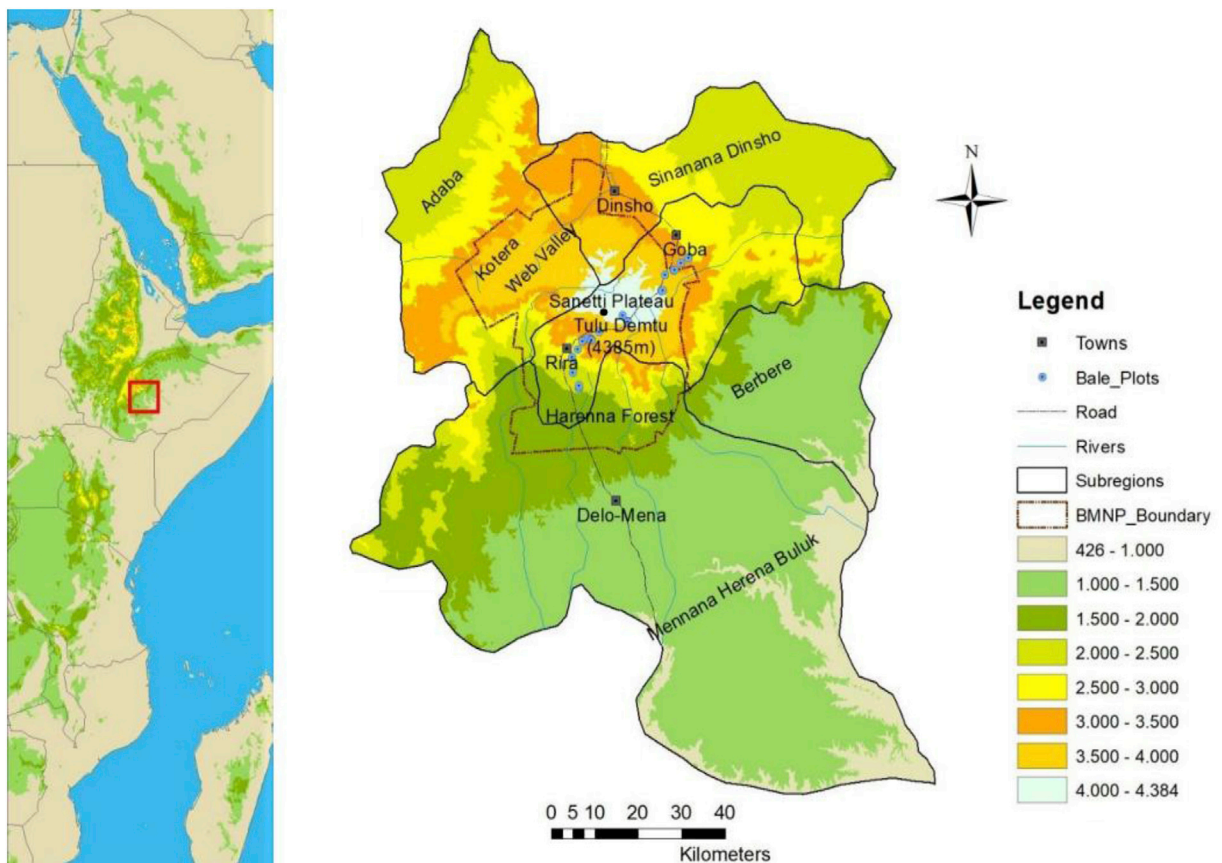 N
Adaba
Sinanana Dinsho
Dinsho
Kotera
Web Valley
Goba
Sanetti Plateau
Tulu Demtu
(4385m)
Rira
Berbere
Harenna Forest
Delo-Mena
Mennana Herena Buluk
Legend
Towns
Bale_Plots
Road
Rivers
Subregions
BMNP_Boundary
426 - 1.000
1.000 - 1.500
1.500 - 2.000
2.000 - 2.500
2.500 - 3.000
3.000 - 3.500
3.500 - 4.000
4.000 - 4.384
0 5 10 20 30 40
Kilometers